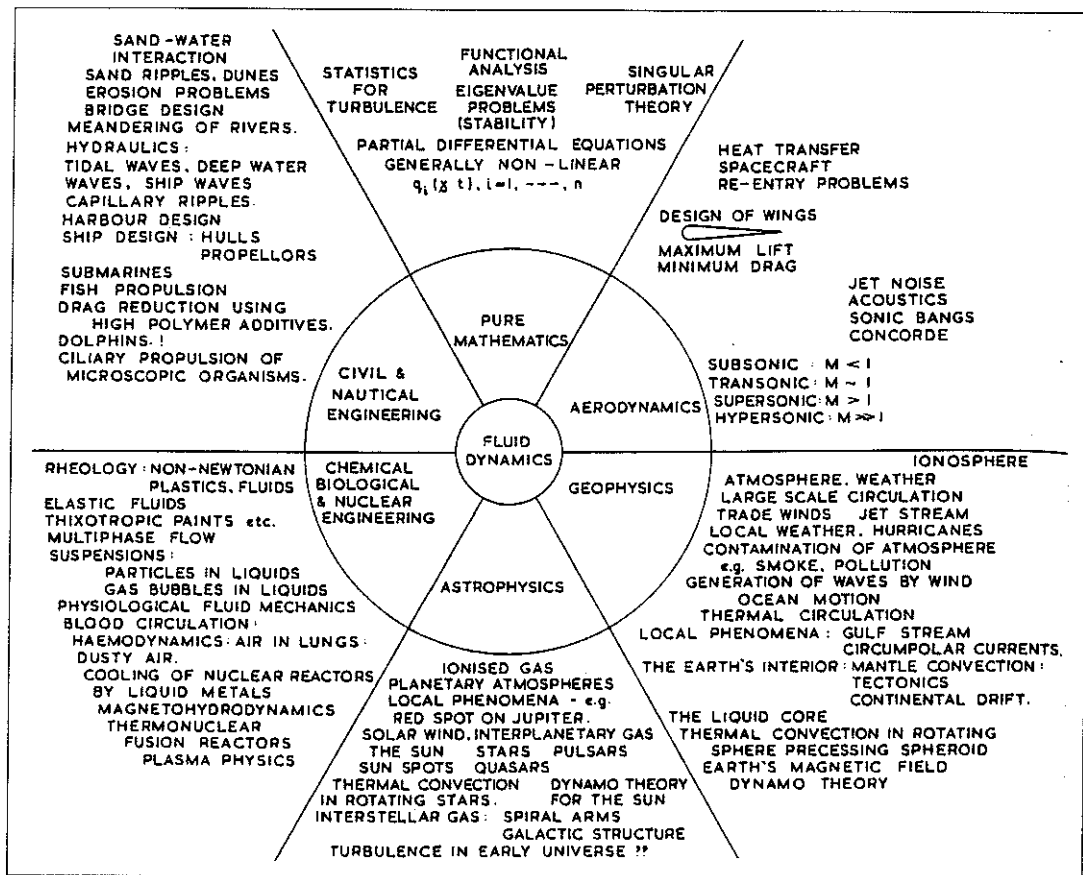 SAND-WATER
INTERACTION
SAND RIPPLES, DUNES
EROSION PROBLEMS
BRIDGE DESIGN
MEANDERING OF RIVERS.
HYDRAULICS:
TIDAL WAVES, DEEP WATER
WAVES, SHIP WAVES
CAPILLARY RIPPLES.
HARBOUR DESIGN
SHIP DESIGN : HULLS
PROPELLORS
SUBMARINES
FISH PROPULSION
DRAG REDUCTION USING
HIGH POLYMER ADDITIVES.
DOLPHINS. !
CILIARY PROPULSION OF
MICROSCOPIC ORGANISMS.
STATISTICS
FOR
TURBULENCE
FUNCTIONAL
ANALYSIS
EIGENVALUE
PROBLEMS
(STABILITY)
SINGULAR
PERTURBATION
THEORY
PARTIAL DIFFERENTIAL EQUATIONS
GENERALLY NON-LINEAR
qi (x t), i=1, ---, n
HEAT TRANSFER
SPACECRAFT
RE-ENTRY PROBLEMS
DESIGN OF WINGS
MAXIMUM LIFT
MINIMUM DRAG
JET NOISE
ACOUSTICS
SONIC BANGS
CONCORDE
SUBSONIC : M < 1
TRANSONIC : M ~ 1
SUPERSONIC : M > 1
HYPERSONIC : M >> 1
PURE
MATHEMATICS
CIVIL &
NAUTICAL
ENGINEERING
AERODYNAMICS
FLUID
DYNAMICS
CHEMICAL
BIOLOGICAL
& NUCLEAR
ENGINEERING
GEOPHYSICS
ASTROPHYSICS
RHEOLOGY : NON-NEWTONIAN
PLASTICS, FLUIDS
ELASTIC FLUIDS
THIXOTROPIC PAINTS etc.
MULTIPHASE FLOW
SUSPENSIONS :
PARTICLES IN LIQUIDS
GAS BUBBLES IN LIQUIDS
PHYSIOLOGICAL FLUID MECHANICS
BLOOD CIRCULATION :
HAEMODYNAMICS : AIR IN LUNGS :
DUSTY AIR.
COOLING OF NUCLEAR REACTORS
BY LIQUID METALS
MAGNETOHYDRODYNAMICS
THERMONUCLEAR
FUSION REACTORS
PLASMA PHYSICS
IONISED GAS
PLANETARY ATMOSPHERES
LOCAL PHENOMENA - e.g.
RED SPOT ON JUPITER.
SOLAR WIND, INTERPLANETARY GAS
THE SUN STARS PULSARS
SUN SPOTS QUASARS
THERMAL CONVECTION DYNAMO THEORY
IN ROTATING STARS. FOR THE SUN
INTERSTELLAR GAS : SPIRAL ARMS
GALACTIC STRUCTURE
TURBULENCE IN EARLY UNIVERSE ??
IONOSPHERE
ATMOSPHERE, WEATHER
LARGE SCALE CIRCULATION
TRADE WINDS JET STREAM
LOCAL WEATHER, HURRICANES
CONTAMINATION OF ATMOSPHERE
e.g. SMOKE, POLLUTION
GENERATION OF WAVES BY WIND
OCEAN MOTION
THERMAL CIRCULATION
LOCAL PHENOMENA : GULF STREAM
CIRCUMPOLAR CURRENTS.
THE EARTH'S INTERIOR : MANTLE CONVECTION :
TECTONICS
CONTINENTAL DRIFT.
THE LIQUID CORE
THERMAL CONVECTION IN ROTATING
SPHERE PRECESSING SPHEROID
EARTH'S MAGNETIC FIELD
DYNAMO THEORY